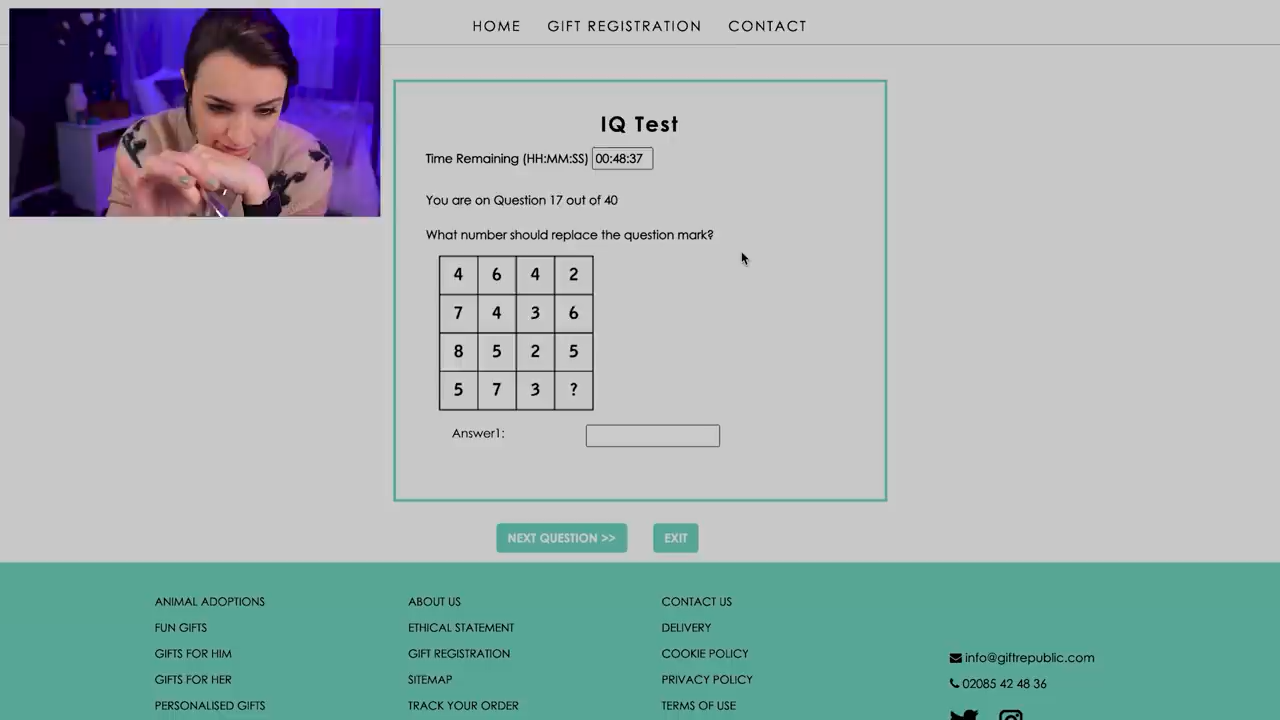 HOME GIFT REGISTRATION CONTACT
IQ Test
Time Remaining (HH:MM:SS) 00:48:37
You are on Question 17 out of 40
What number should replace the question mark?
4 6 4 2
7 4 3 6
8 5 2 5
5 7 3 ?
Answer1:
NEXT QUESTION >> EXIT
ANIMAL ADOPTIONS
FUN GIFTS
GIFTS FOR HIM
GIFTS FOR HER
PERSONALISED GIFTS
ABOUT US
ETHICAL STATEMENT
GIFT REGISTRATION
SITEMAP
TRACK YOUR ORDER
CONTACT US
DELIVERY
COOKIE POLICY
PRIVACY POLICY
TERMS OF USE
info@giftrepublic.com
02085 42 48 36